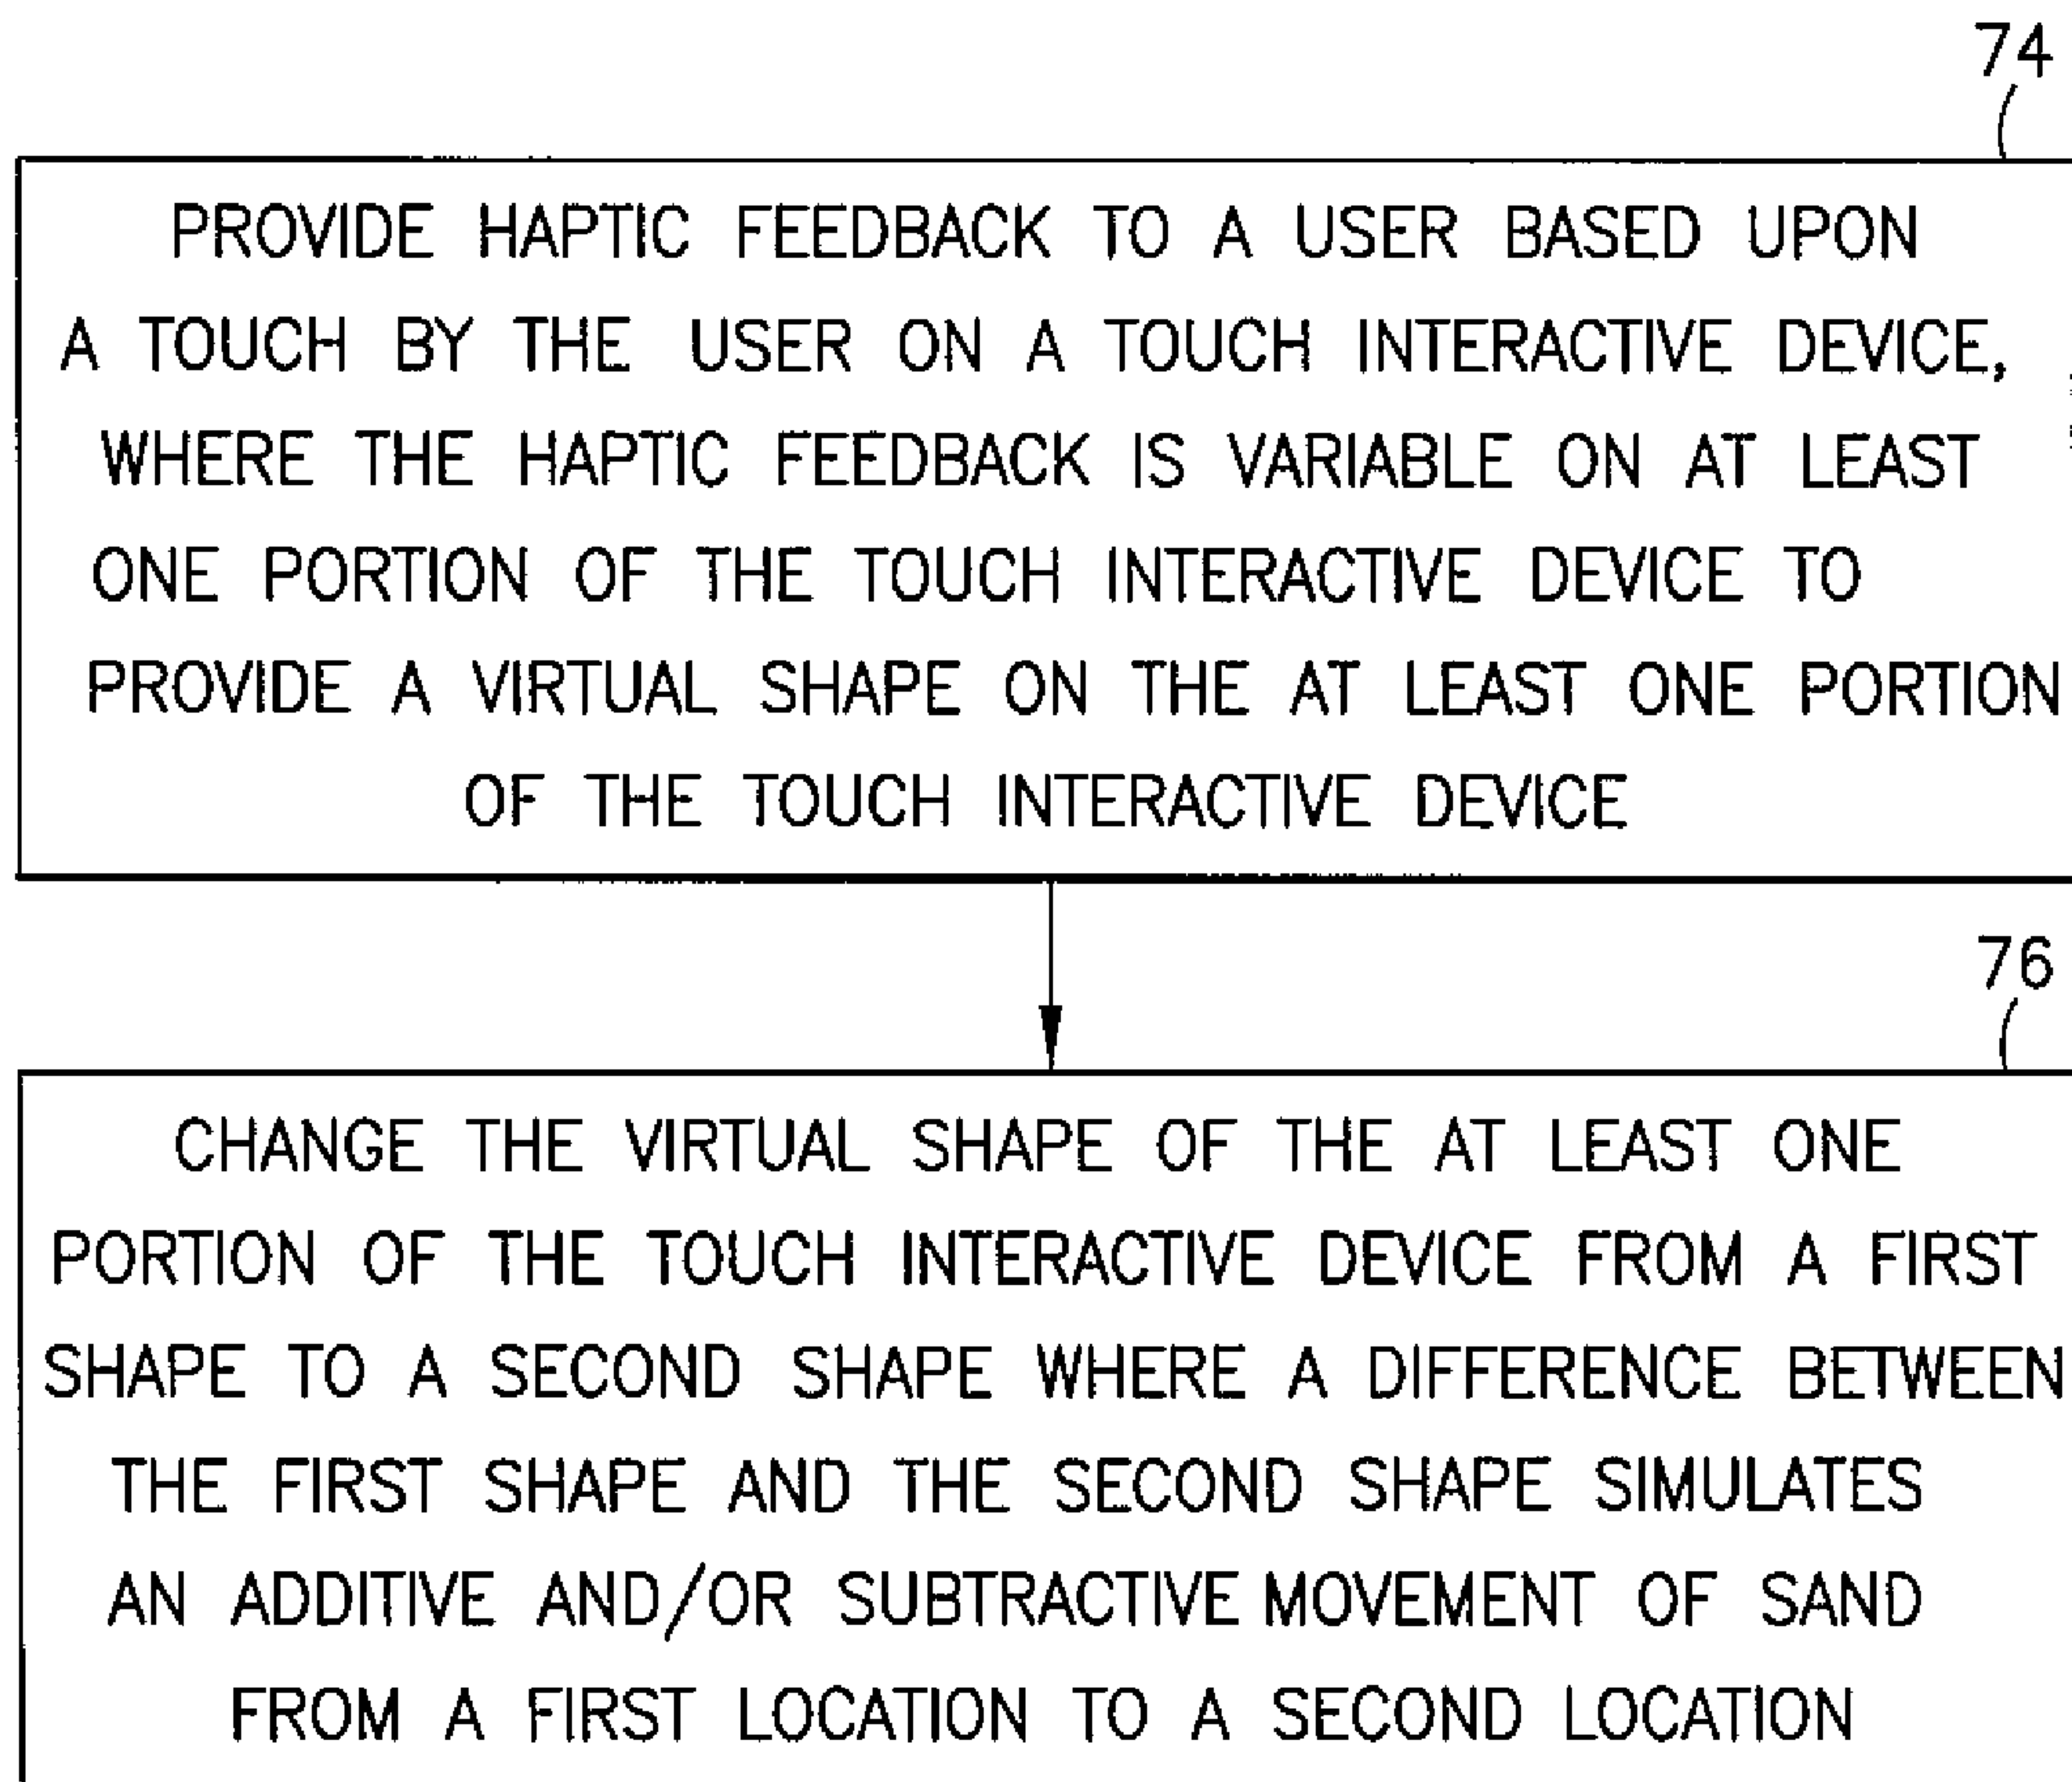 74
PROVIDE HAPTIC FEEDBACK TO A USER BASED UPON
A TOUCH BY THE USER ON A TOUCH INTERACTIVE DEVICE,
WHERE THE HAPTIC FEEDBACK IS VARIABLE ON AT LEAST
ONE PORTION OF THE TOUCH INTERACTIVE DEVICE TO
PROVIDE A VIRTUAL SHAPE ON THE AT LEAST ONE PORTION
OF THE TOUCH INTERACTIVE DEVICE
76
CHANGE THE VIRTUAL SHAPE OF THE AT LEAST ONE
PORTION OF THE TOUCH INTERACTIVE DEVICE FROM A FIRST
SHAPE TO A SECOND SHAPE WHERE A DIFFERENCE BETWEEN
THE FIRST SHAPE AND THE SECOND SHAPE SIMULATES
AN ADDITIVE AND/OR SUBTRACTIVE MOVEMENT OF SAND
FROM A FIRST LOCATION TO A SECOND LOCATION